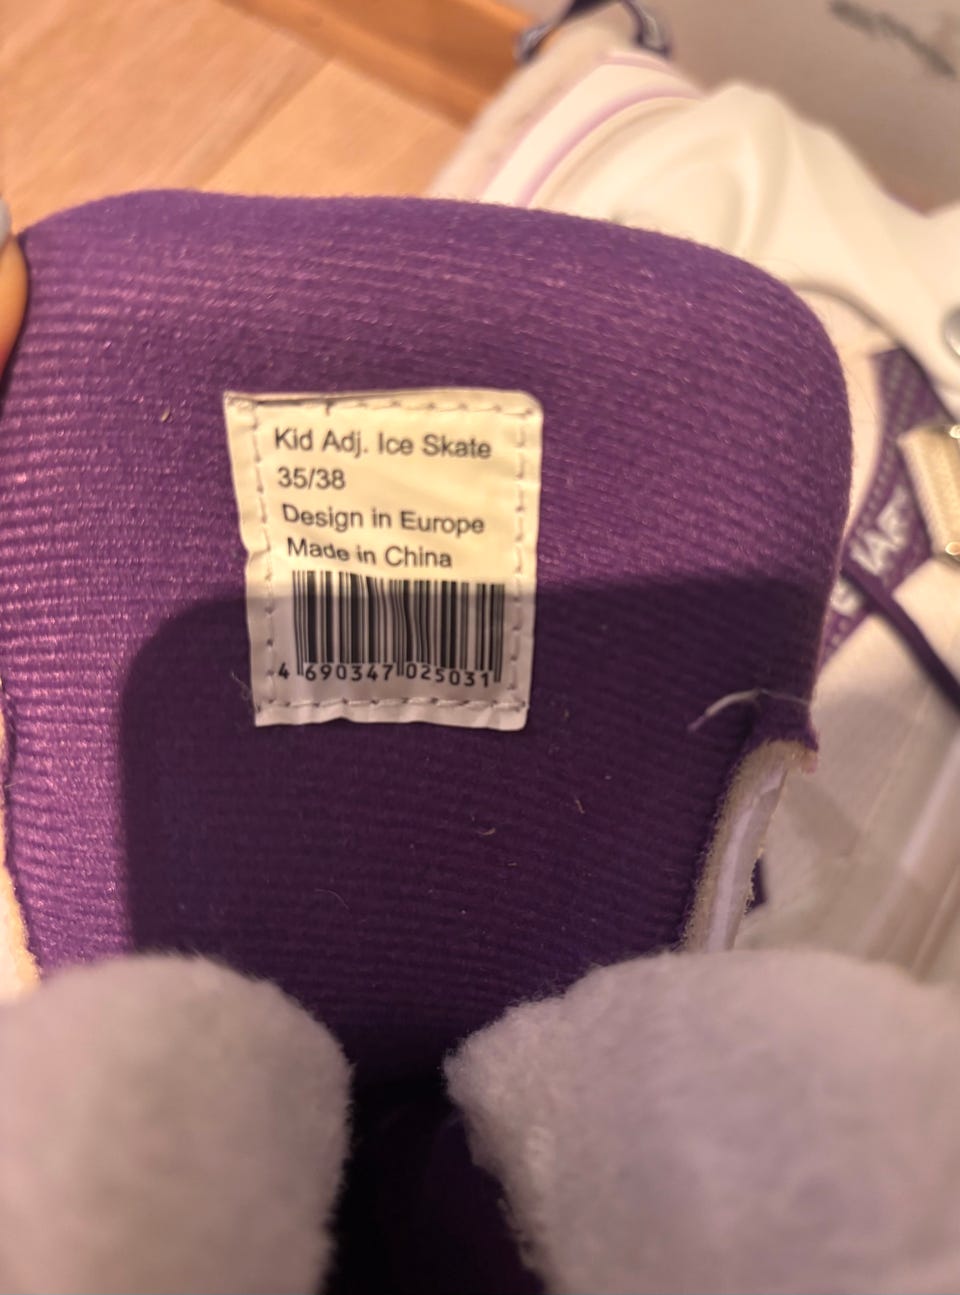 Kid Adj. Ice Skate
35/38
Design in Europe
Made in China
4 690347 025031